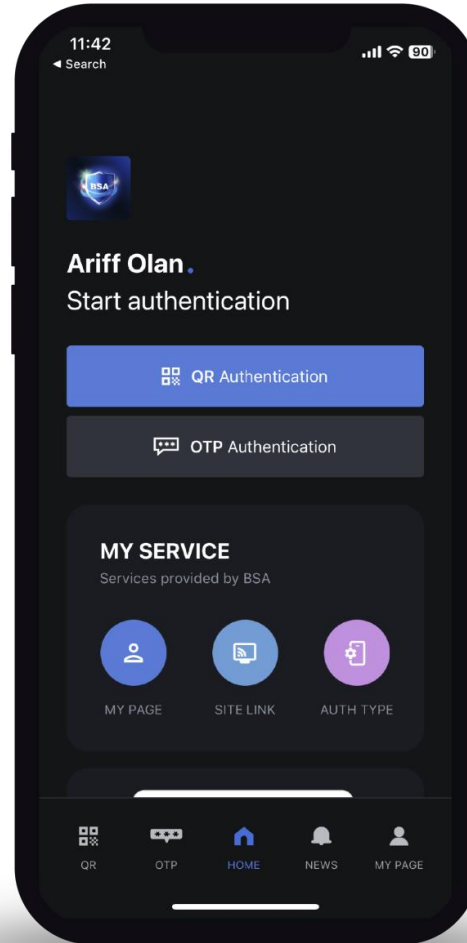 11:42
◀ Search
90
BSA
Ariff Olan.
Start authentication
QR Authentication
OTP Authentication
MY SERVICE
Services provided by BSA
MY PAGE
SITE LINK
AUTH TYPE
QR
OTP
HOME
NEWS
MY PAGE